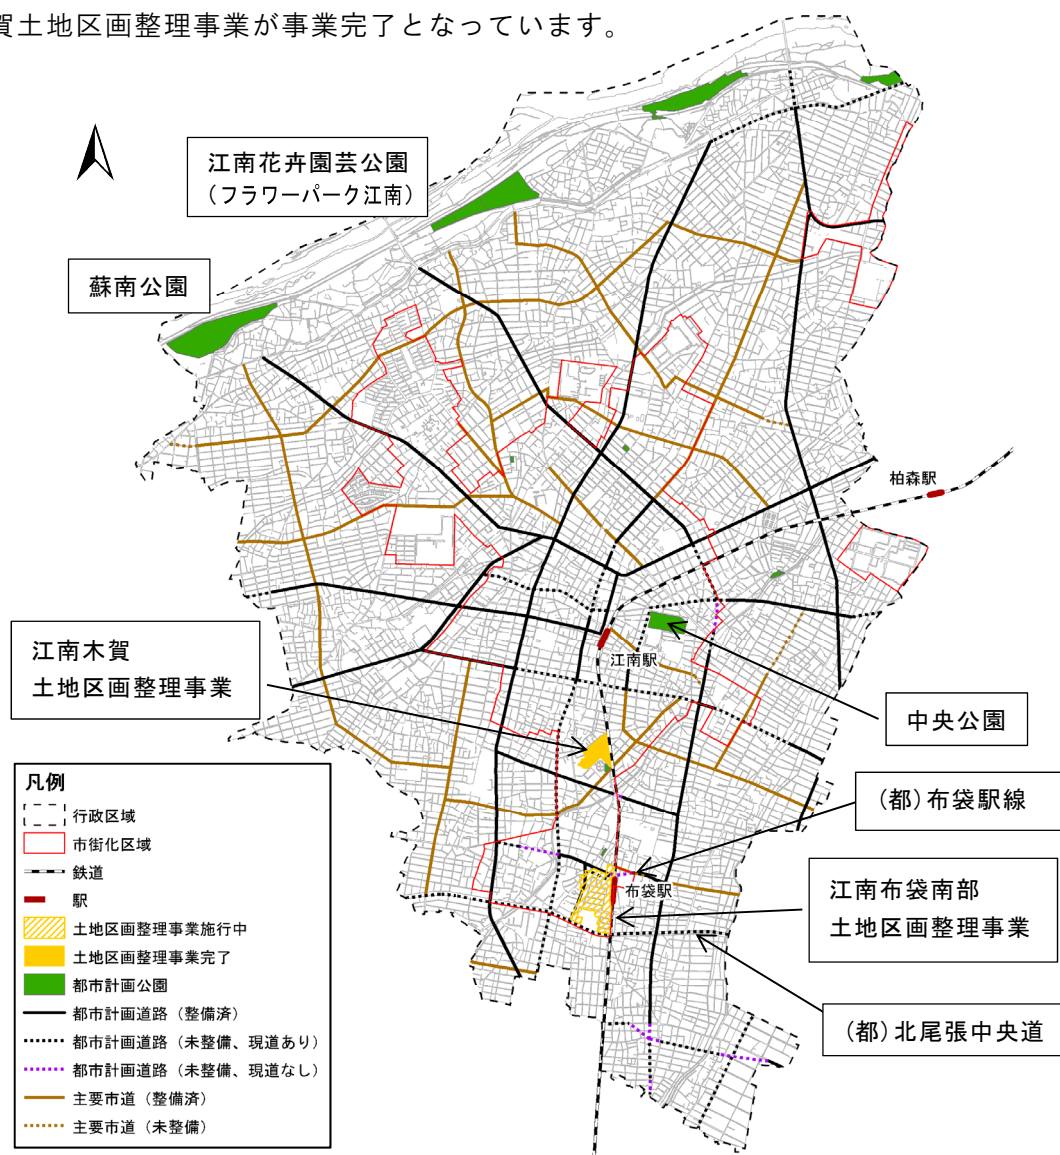 賀土地区画整理事業が事業完了となっています。
江南花卉園芸公園
（フラワーパーク江南）
蘇南公園
柏森駅
江南木賀
土地区画整理事業
江南駅
中央公園
（都）布袋駅線
布袋駅
江南布袋南部
土地区画整理事業
（都）北尾張中央道
凡例
行政区域
市街化区域
鉄道
駅
土地区画整理事業施行中
土地区画整理事業完了
都市計画公園
都市計画道路（整備済）
都市計画道路（未整備、現道あり）
都市計画道路（未整備、現道なし）
主要市道（整備済）
主要市道（未整備）